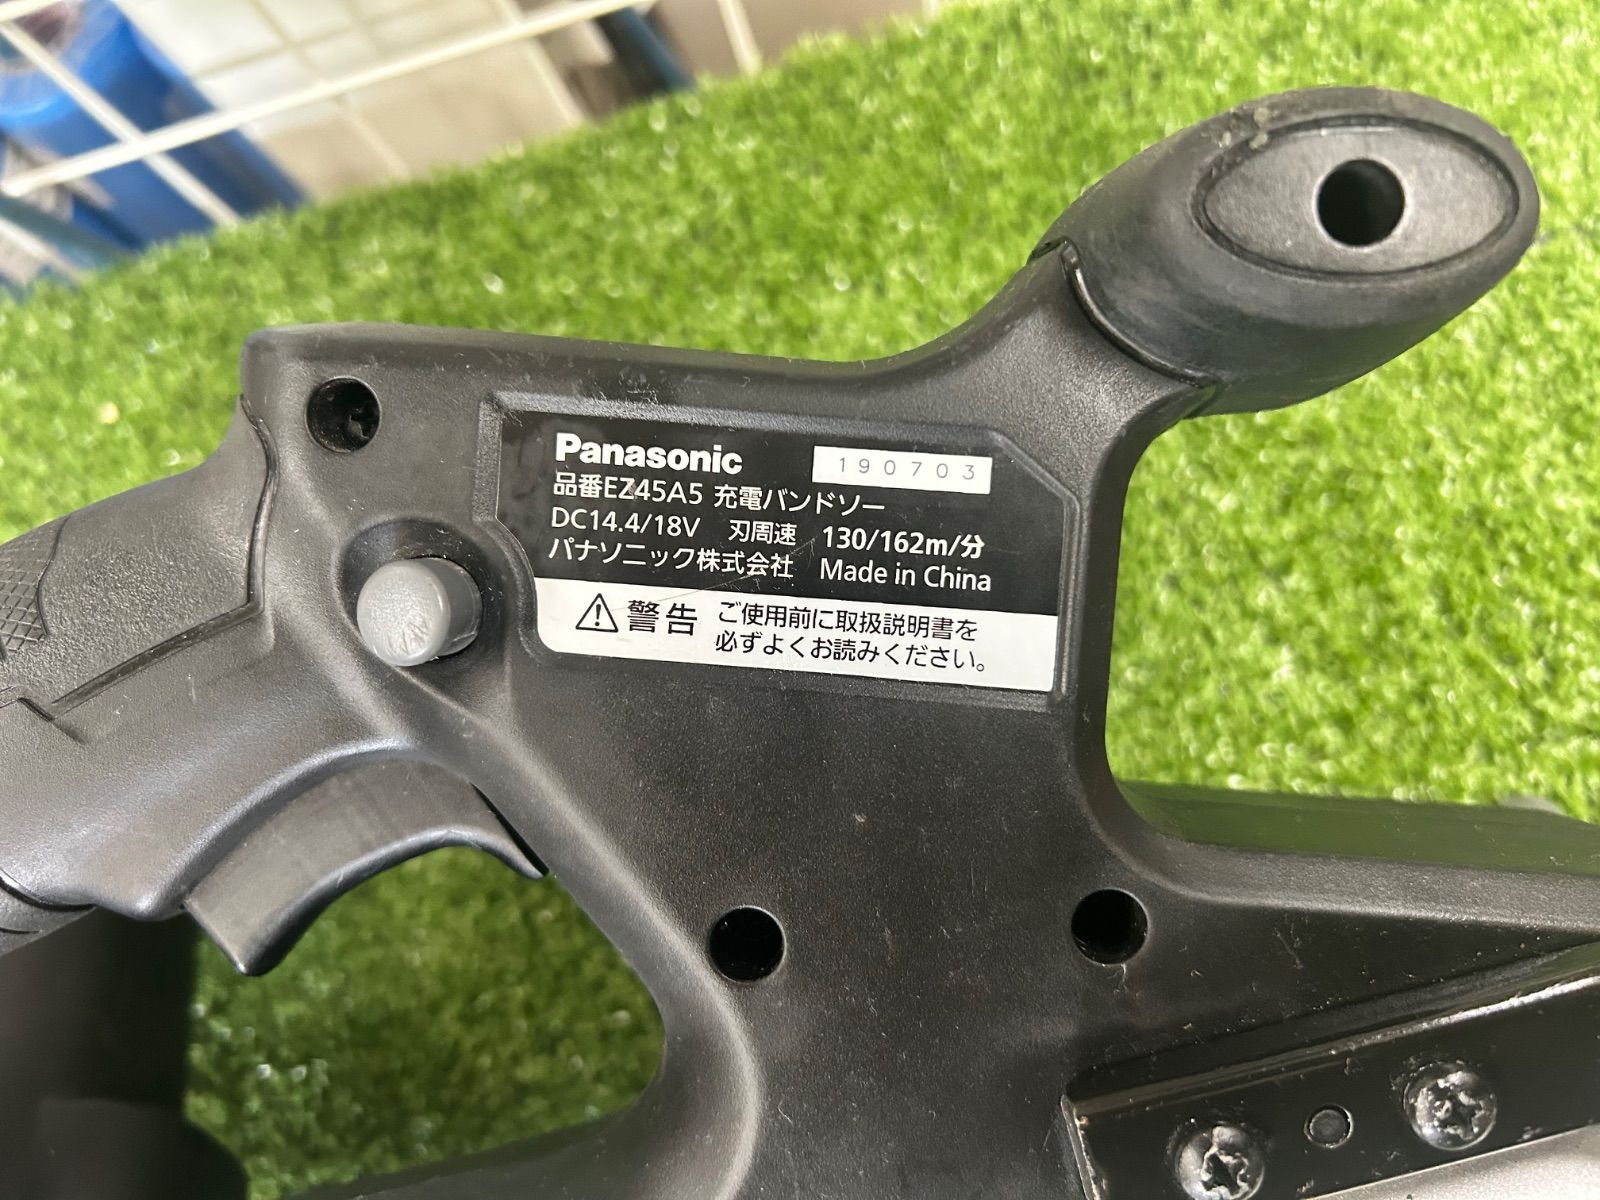 Panasonic 190703
品番EZ45A5 充電バンドソー
DC14.4/18V 刃周速 130/162m/分
パナソニック株式会社 Made in China
警告 ご使用前に取扱説明書を
必ずよくお読みください。